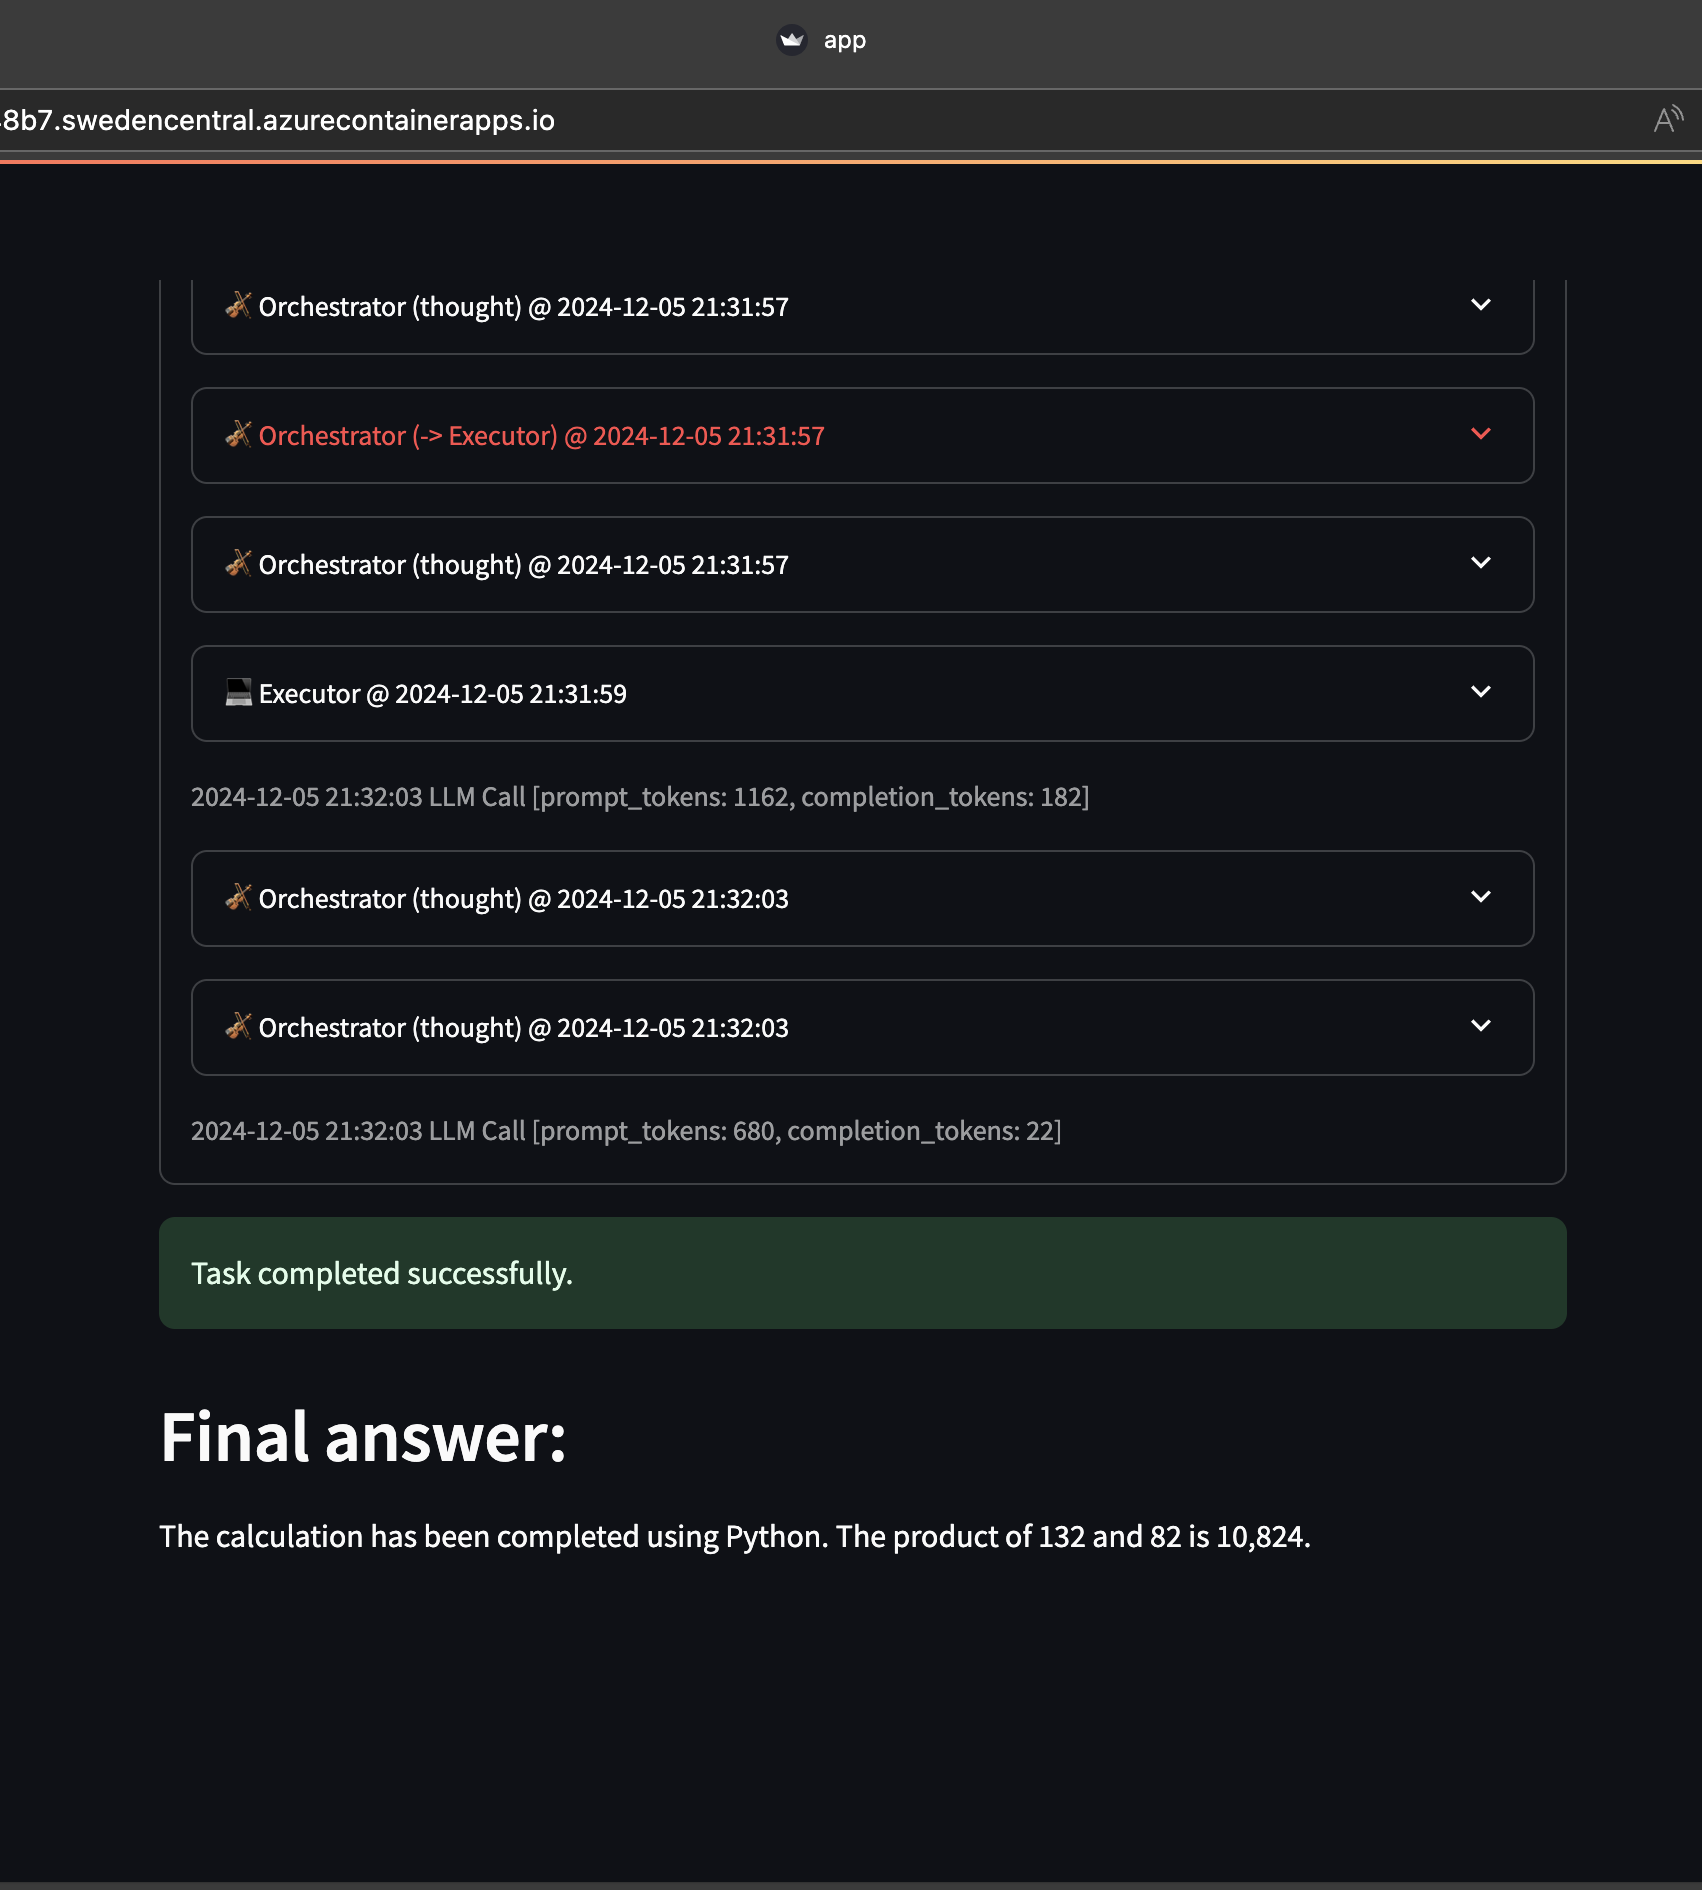 app
8b7.swedencentral.azurecontainerapps.io
Orchestrator (thought) @ 2024-12-05 21:31:57
Orchestrator (-> Executor) @ 2024-12-05 21:31:57
Orchestrator (thought) @ 2024-12-05 21:31:57
Executor @ 2024-12-05 21:31:59
2024-12-05 21:32:03 LLM Call [prompt_tokens: 1162, completion_tokens: 182]
Orchestrator (thought) @ 2024-12-05 21:32:03
Orchestrator (thought) @ 2024-12-05 21:32:03
2024-12-05 21:32:03 LLM Call [prompt_tokens: 680, completion_tokens: 22]
Task completed successfully.
Final answer:
The calculation has been completed using Python. The product of 132 and 82 is 10,824.